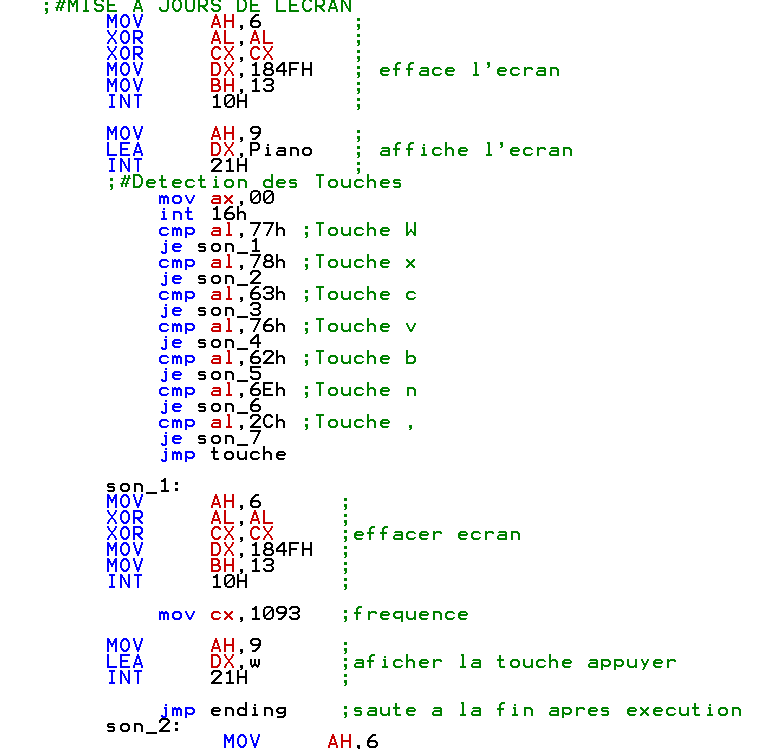 ;#MISE A JOURS DE LECRAN
MOV AH,6 ;
XOR AL,AL ;
XOR CX,CX ;
MOV DX,184FH ; efface l'ecran
MOV BH,13 ;
INT 10H ;
MOV AH,9 ;
LEA DX,Piano ; affiche l'ecran
INT 21H ;
;#Detection des Touches
mov ax,00
int 16h
cmp al,77h ;Touche W
je son_1
cmp al,78h ;Touche x
je son_2
cmp al,63h ;Touche c
je son_3
cmp al,76h ;Touche v
je son_4
cmp al,62h ;Touche b
je son_5
cmp al,6Eh ;Touche n
je son_6
cmp al,2Ch ;Touche ,
je son_7
jmp touche
son_1:
MOV AH,6 ;
XOR AL,AL ;
XOR CX,CX ;effacer ecran
MOV DX,184FH ;
MOV BH,13 ;
INT 10H ;
mov cx,1093 ;frequence
MOV AH,9 ;
LEA DX,w ;aficher la touche appuyer
INT 21H ;
jmp ending ;saute a la fin apres execution
son_2:
MOV AH,6